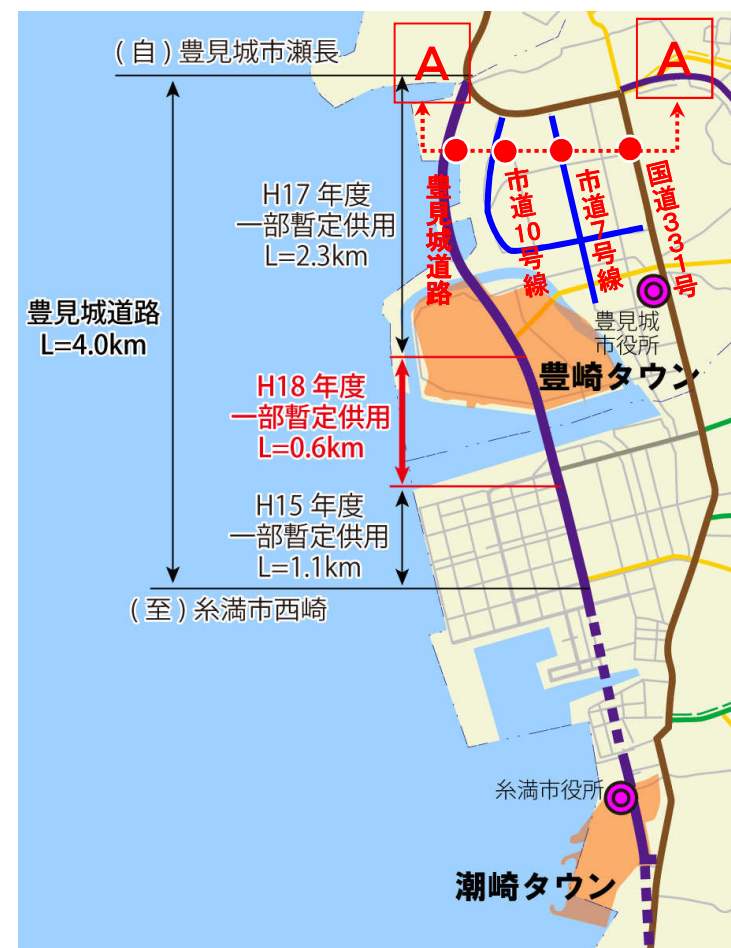 (自)豊見城市瀬長
A
A
H17年度
一部暫定供用
L=2.3km
豊見城道路
市道10号線
市道7号線
国道331号
豊見城
市役所
豊見城道路
L=4.0km
豊崎タウン
H18年度
一部暫定供用
L=0.6km
H15年度
一部暫定供用
L=1.1km
(至)糸満市西崎
糸満市役所
潮崎タウン